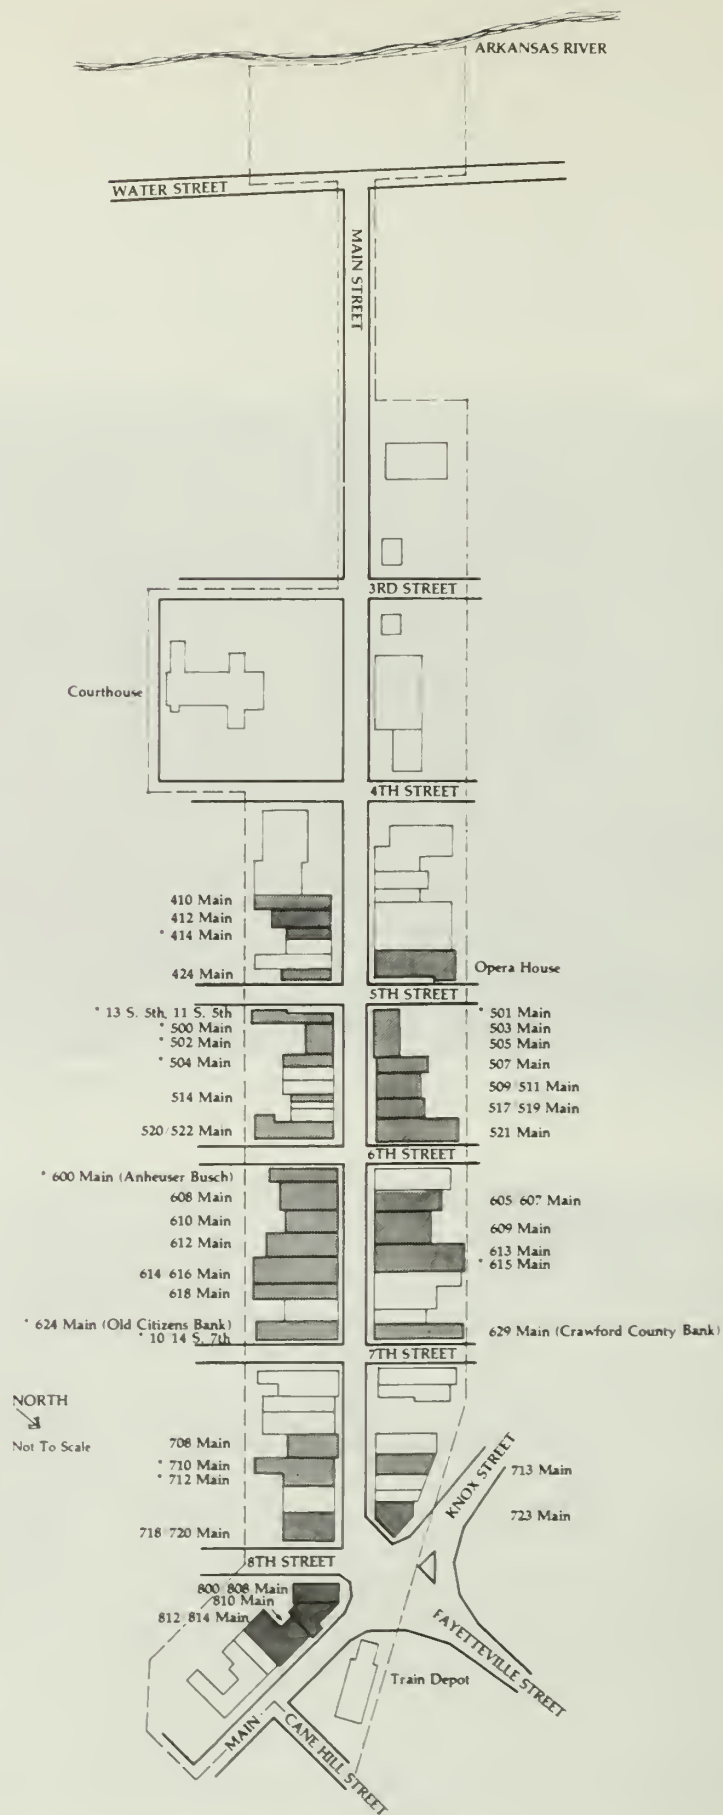 ARKANSAS RIVER
WATER STREET
MAIN STREET
3RD STREET
Courthouse
4TH STREET
410 Main
412 Main
* 414 Main
424 Main
Opera House
5TH STREET
* 13 S. 5th, 11 S. 5th
* 500 Main
* 502 Main
* 504 Main
514 Main
520/522 Main
* 501 Main
503 Main
505 Main
507 Main
509/511 Main
517/519 Main
521 Main
6TH STREET
* 600 Main (Anheuser Busch)
608 Main
610 Main
612 Main
614-616 Main
618 Main
* 624 Main (Old Citizens Bank)
* 10-14 S. 7th
605/607 Main
609 Main
613 Main
* 615 Main
629 Main (Crawford County Bank)
7TH STREET
NORTH
Not To Scale
708 Main
* 710 Main
* 712 Main
718/720 Main
713 Main
723 Main
KNOX STREET
8TH STREET
800/808 Main
810 Main
812/814 Main
FAYETTEVILLE STREET
Train Depot
MAIN
CANE HILL STREET